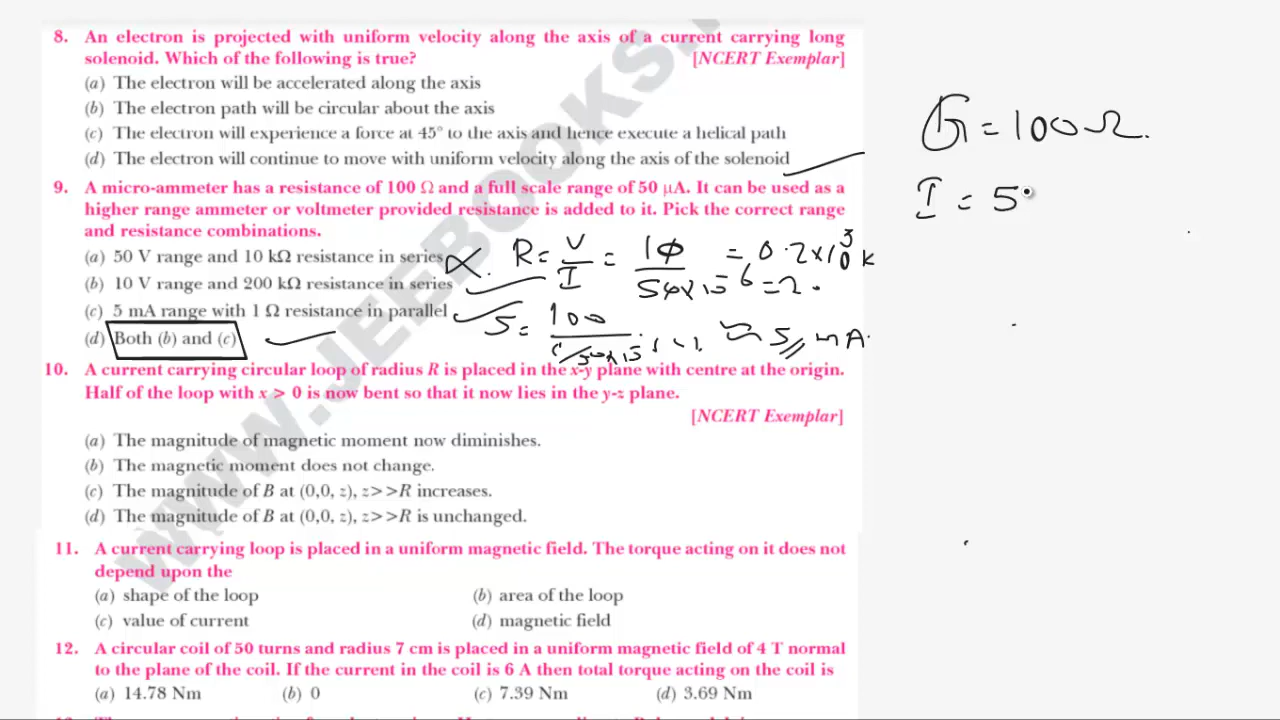 8. An electron is projected with uniform velocity along the axis of a current carrying long
solenoid. Which of the following is true? [NCERT Exemplar]
(a) The electron will be accelerated along the axis
(b) The electron path will be circular about the axis
(c) The electron will experience a force at 45° to the axis and hence execute a helical path
(d) The electron will continue to move with uniform velocity along the axis of the solenoid
9. A micro-ammeter has a resistance of 100 Ω and a full scale range of 50 μA. It can be used as a
higher range ammeter or voltmeter provided resistance is added to it. Pick the correct range
and resistance combinations.
(a) 50 V range and 10 kΩ resistance in series
(b) 10 V range and 200 kΩ resistance in series
(c) 5 mA range with 1 Ω resistance in parallel
(d) Both (b) and (c)
10. A current carrying circular loop of radius R is placed in the x-y plane with centre at the origin.
Half of the loop with x > 0 is now bent so that it now lies in the y-z plane.
[NCERT Exemplar]
(a) The magnitude of magnetic moment now diminishes.
(b) The magnetic moment does not change.
(c) The magnitude of B at (0,0, z), z>>R increases.
(d) The magnitude of B at (0,0, z), z>>R is unchanged.
11. A current carrying loop is placed in a uniform magnetic field. The torque acting on it does not
depend upon the
(a) shape of the loop (b) area of the loop
(c) value of current (d) magnetic field
12. A circular coil of 50 turns and radius 7 cm is placed in a uniform magnetic field of 4 T normal
to the plane of the coil. If the current in the coil is 6 A then total torque acting on the coil is
(a) 14.78 Nm (b) 0 (c) 7.39 Nm (d) 3.69 Nm
R = V/I =
S = 100
5 mA.
G = 100 Ω.
I = 5
WWW.JEEBOOKS.